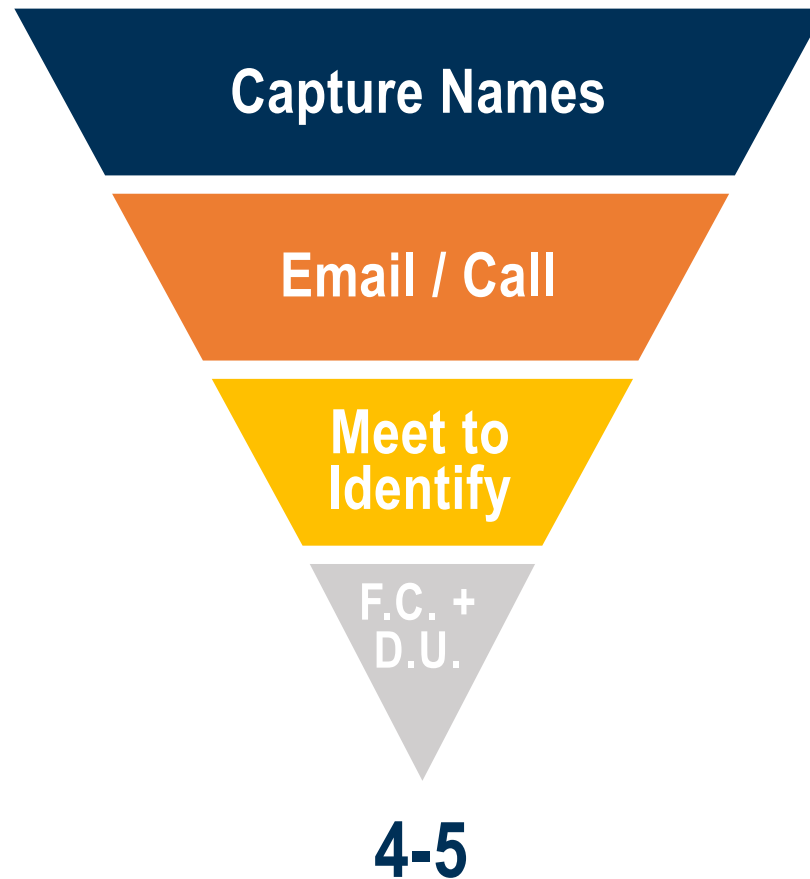 Capture Names
Email / Call
Meet to
Identify
F.C. +
D.U.
4-5